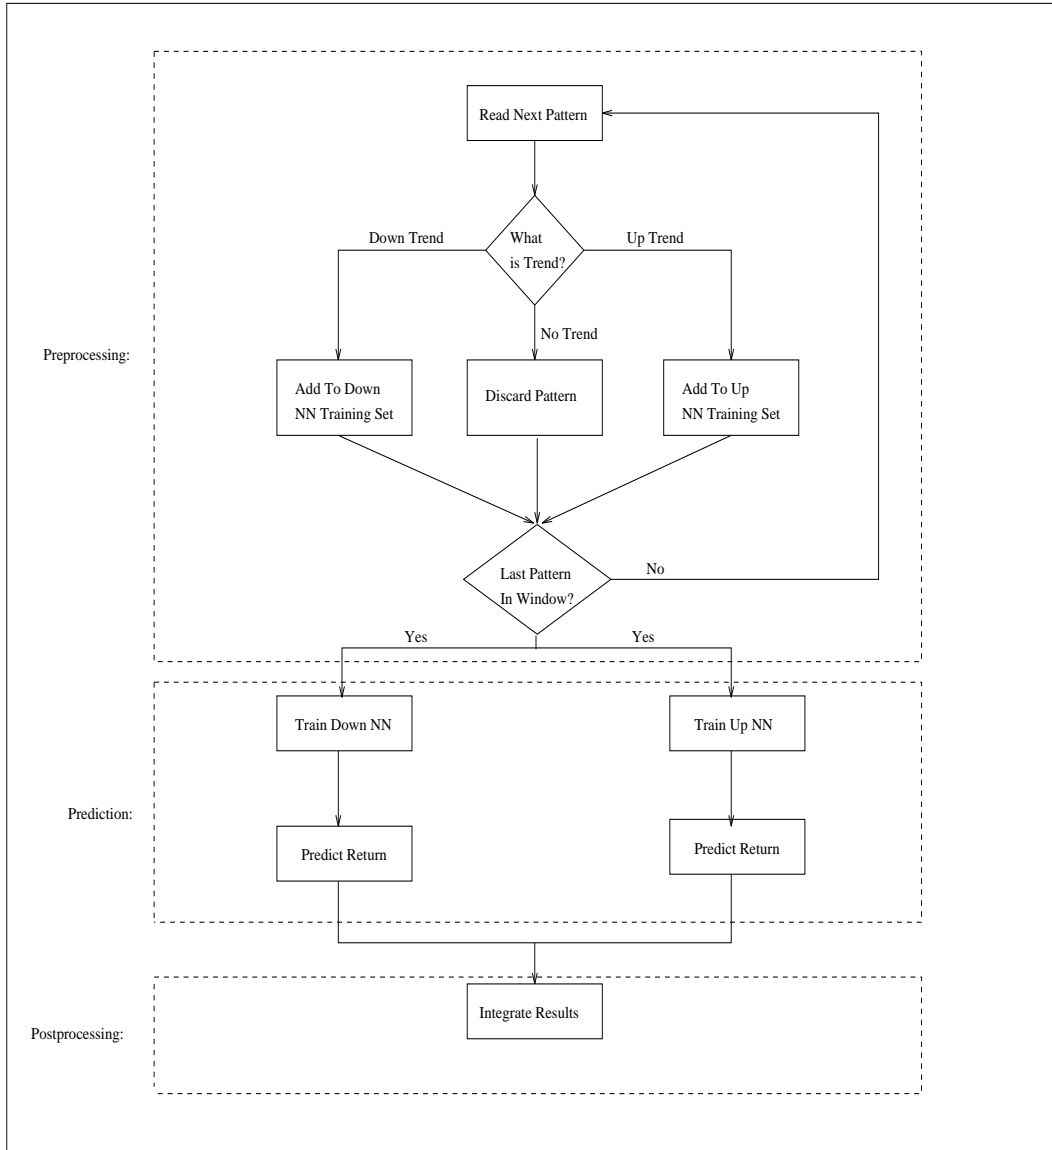 Read Next Pattern
Down Trend
What
is Trend?
Up Trend
No Trend
Preprocessing:
Add To Down
NN Training Set
Discard Pattern
Add To Up
NN Training Set
Last Pattern
In Window?
No
Yes
Yes
Train Down NN
Train Up NN
Prediction:
Predict Return
Predict Return
Integrate Results
Postprocessing: